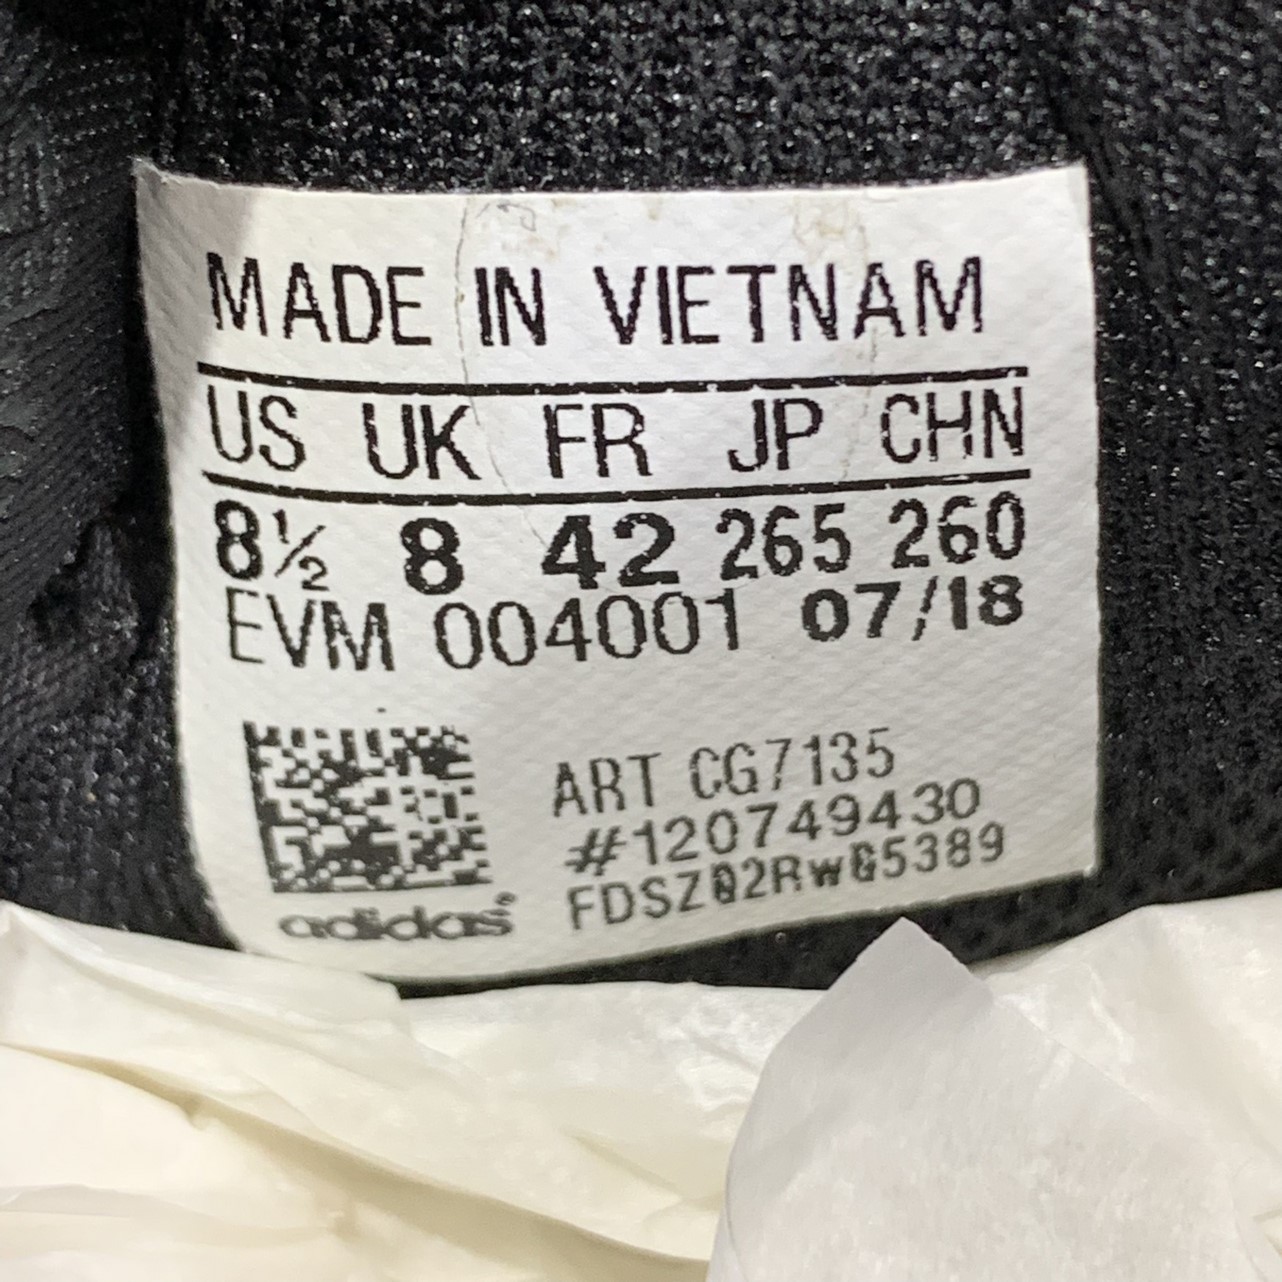 MADE IN VIETNAM
US UK FR JP CHN
8½ 8 42 265 260
EVM 004001 07/18
ART CG7135
#120749430
adidas®